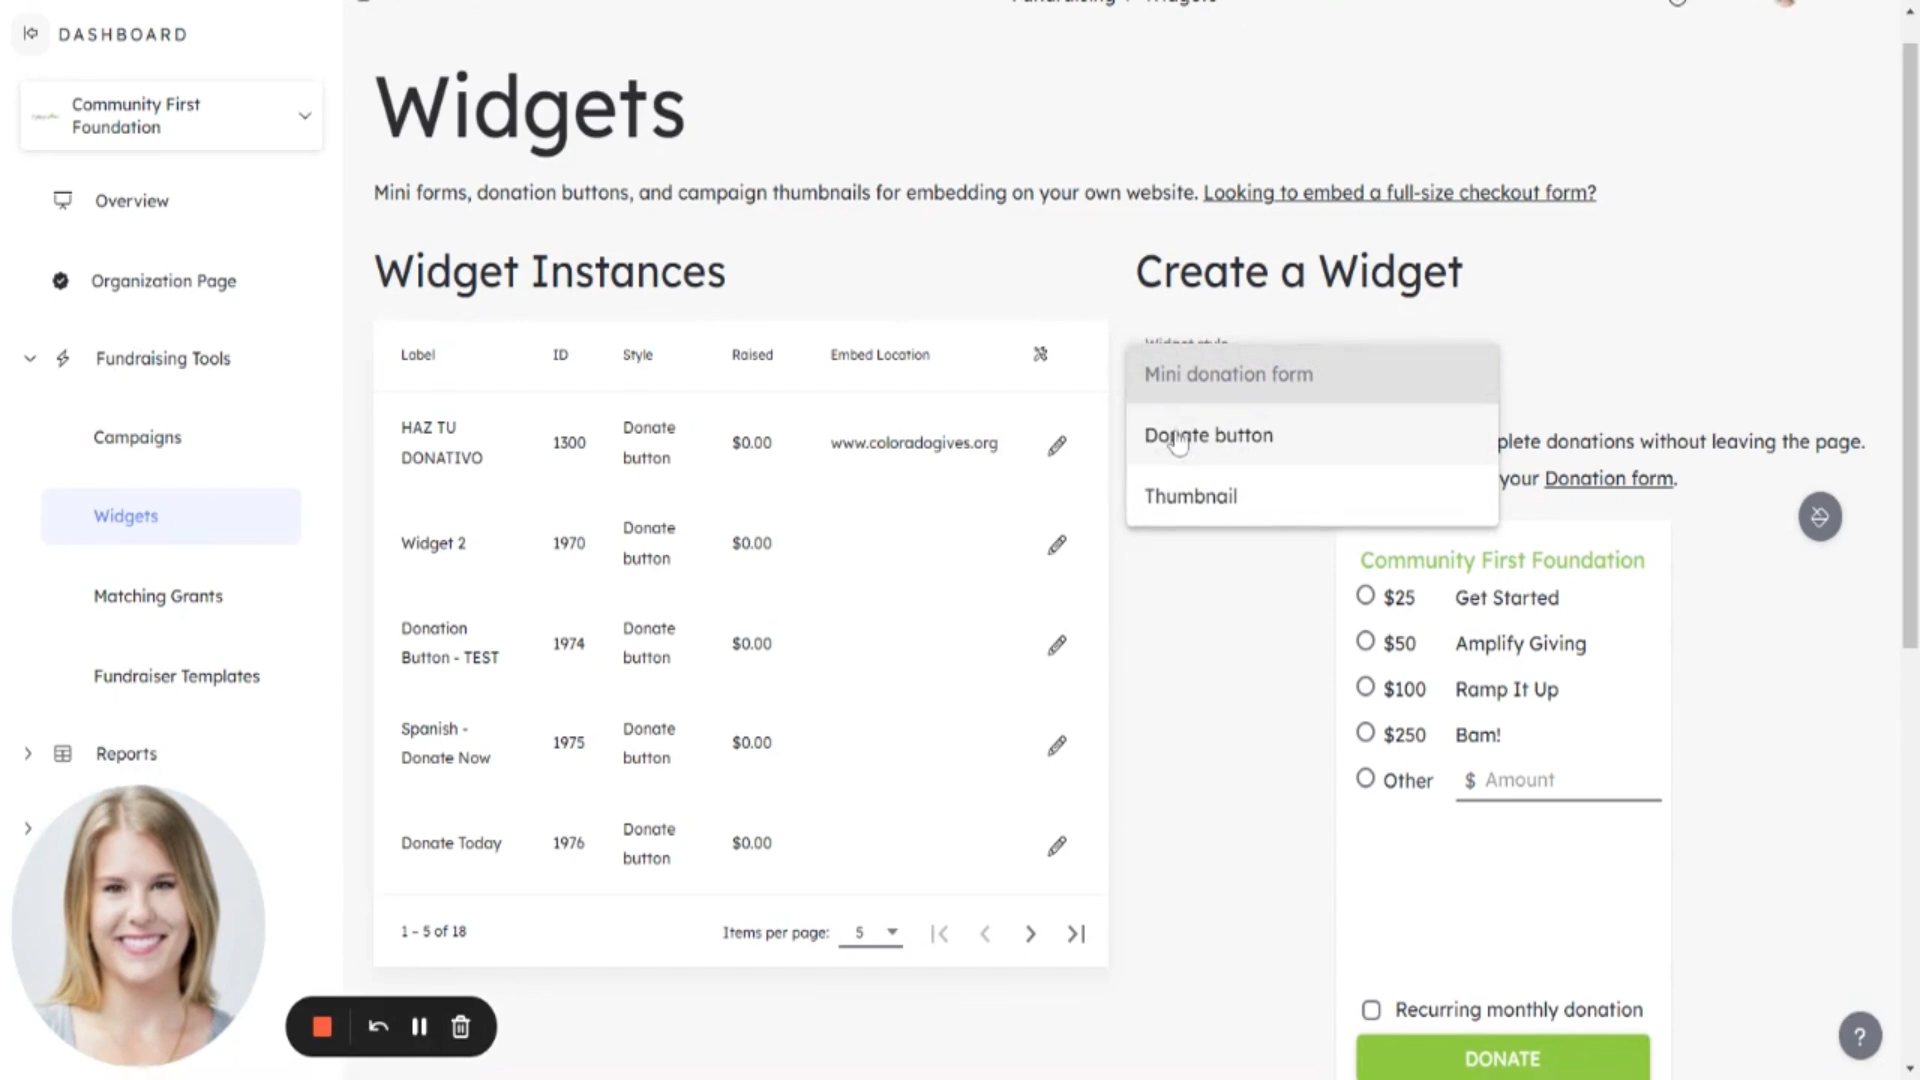 DASHBOARD
Community First
Foundation
Overview
Organization Page
Fundraising Tools
Campaigns
Widgets
Matching Grants
Fundraiser Templates
Reports
Widgets
Mini forms, donation buttons, and campaign thumbnails for embedding on your own website. Looking to embed a full-size checkout form?
Widget Instances
Label ID Style Raised Embed Location
HAZ TU
DONATIVO
1300
Donate
button
$0.00
www.coloradogives.org
Widget 2
1970
Donate
button
$0.00
Donation
Button - TEST
1974
Donate
button
$0.00
Spanish -
Donate Now
1975
Donate
button
$0.00
Donate Today
1976
Donate
button
$0.00
1 - 5 of 18
Items per page: 5
Create a Widget
Mini donation form
Donate button
Thumbnail
donations without leaving the page.
your Donation form.
Community First Foundation
$25 Get Started
$50 Amplify Giving
$100 Ramp It Up
$250 Bam!
Other $ Amount
Recurring monthly donation
DONATE
?